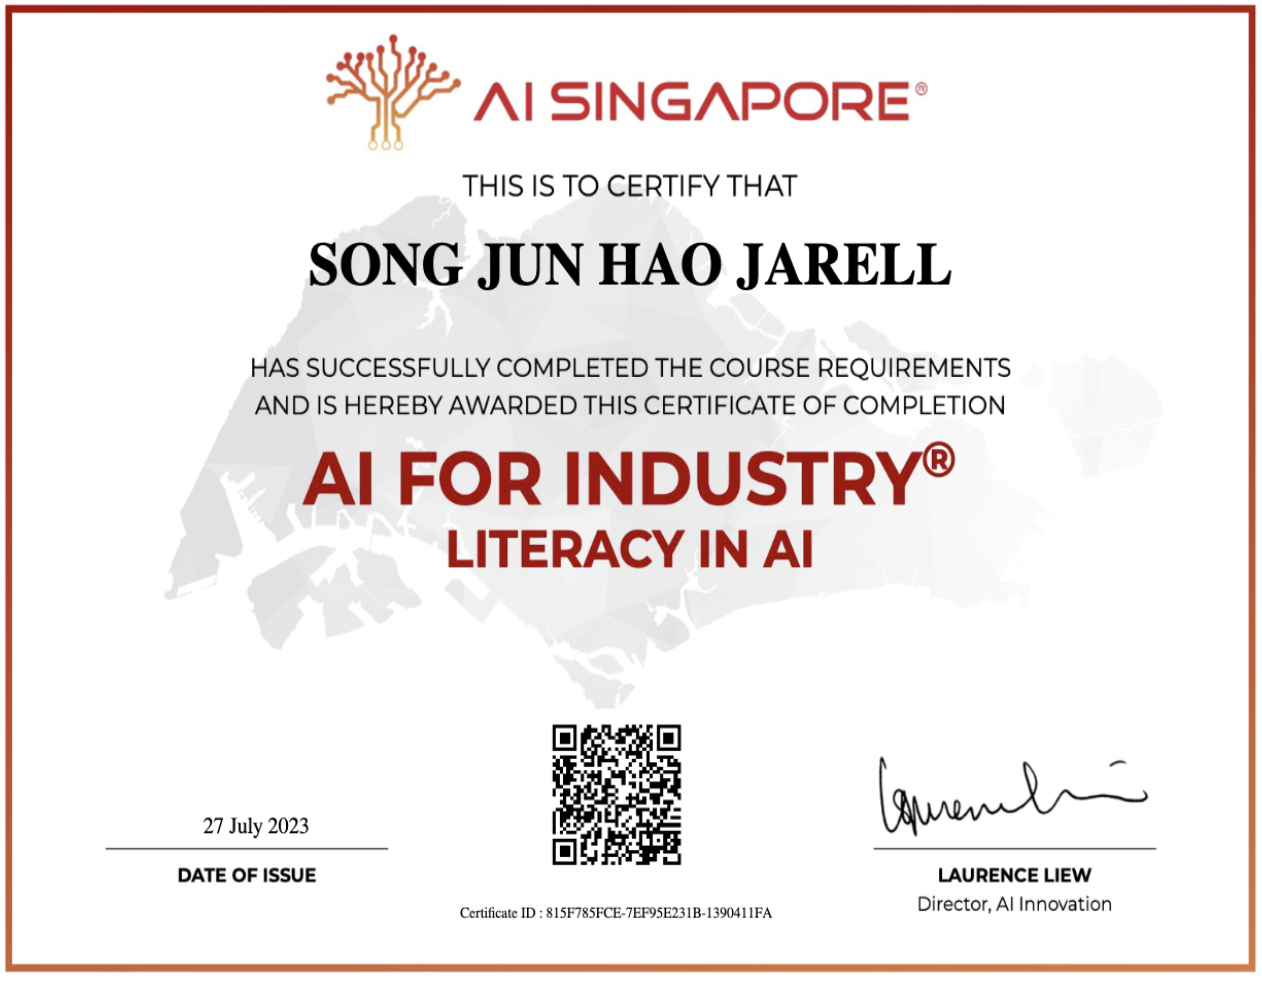 AI SINGAPORE®
THIS IS TO CERTIFY THAT
SONG JUN HAO JARELL
HAS SUCCESSFULLY COMPLETED THE COURSE REQUIREMENTS
AND IS HEREBY AWARDED THIS CERTIFICATE OF COMPLETION
AI FOR INDUSTRY®
LITERACY IN AI
27 July 2023
DATE OF ISSUE
Certificate ID : 815F785FCE-7EF95E231B-1390411FA
LAURENCE LIEW
Director, AI Innovation